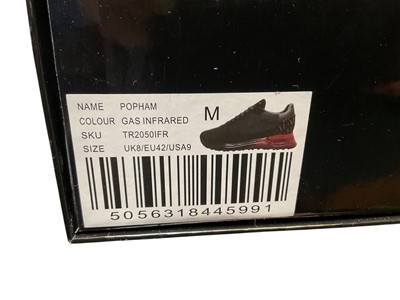 NAME POPHAM
COLOUR GAS INFRARED
M
SKU TR2050IFR
SIZE UK8/EU42/USA9
5056318445991